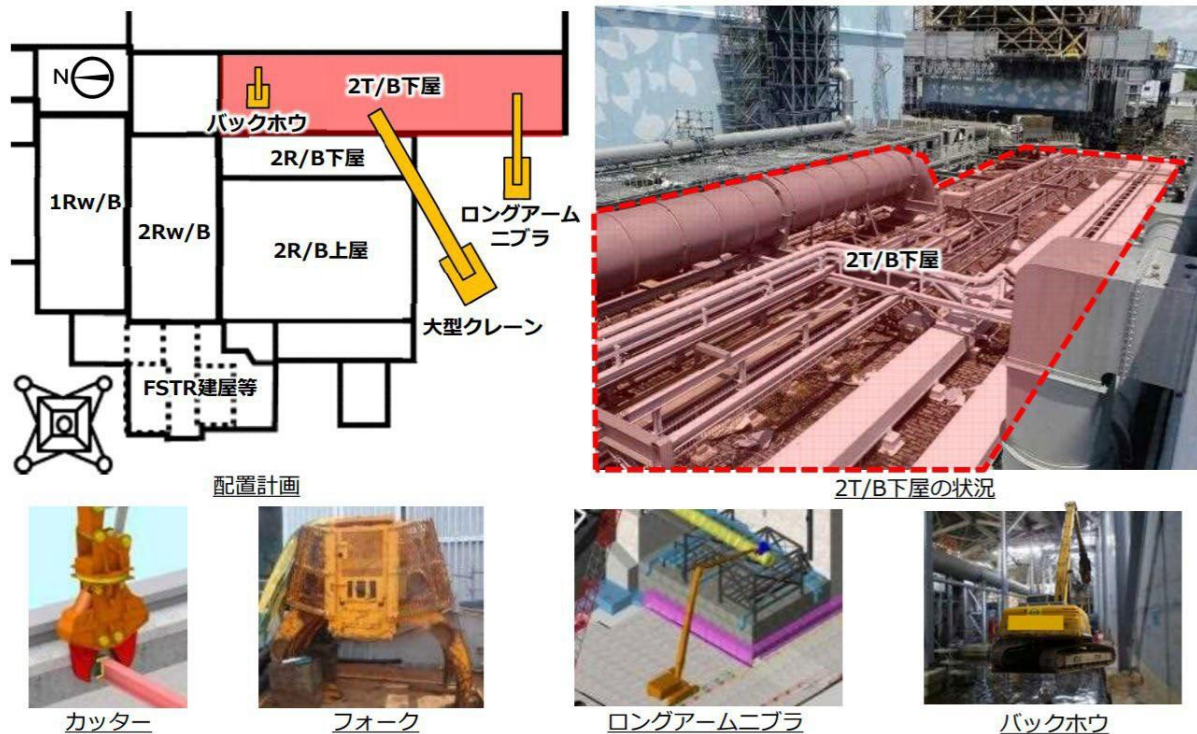 N
2T/B下屋
バックホウ
2R/B下屋
ロングアーム
ニブラ
1Rw/B
2Rw/B
2R/B上屋
大型クレーン
FSTR建屋等
配置計画
2T/B下屋
2T/B下屋の状況
カッター
フォーク
ロングアームニブラ
バックホウ